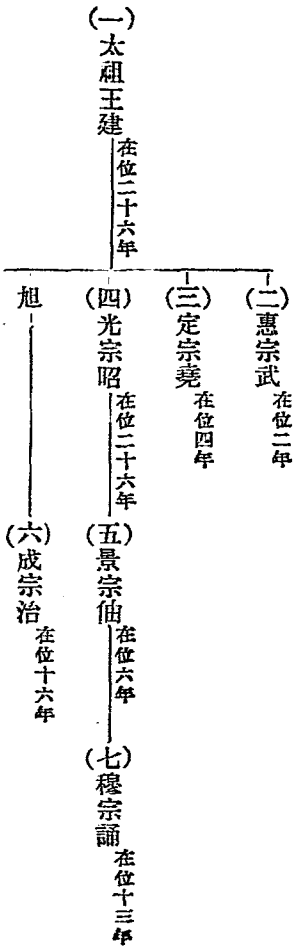 (一)太祖王建 在位二十六年
(二)惠宗武 在位二年
(三)定宗堯 在位四年
(四)光宗昭 在位二十六年
(五)景宗伷 在位六年
(七)穆宗誦 在位十三年
旭
(六)成宗治 在位十六年